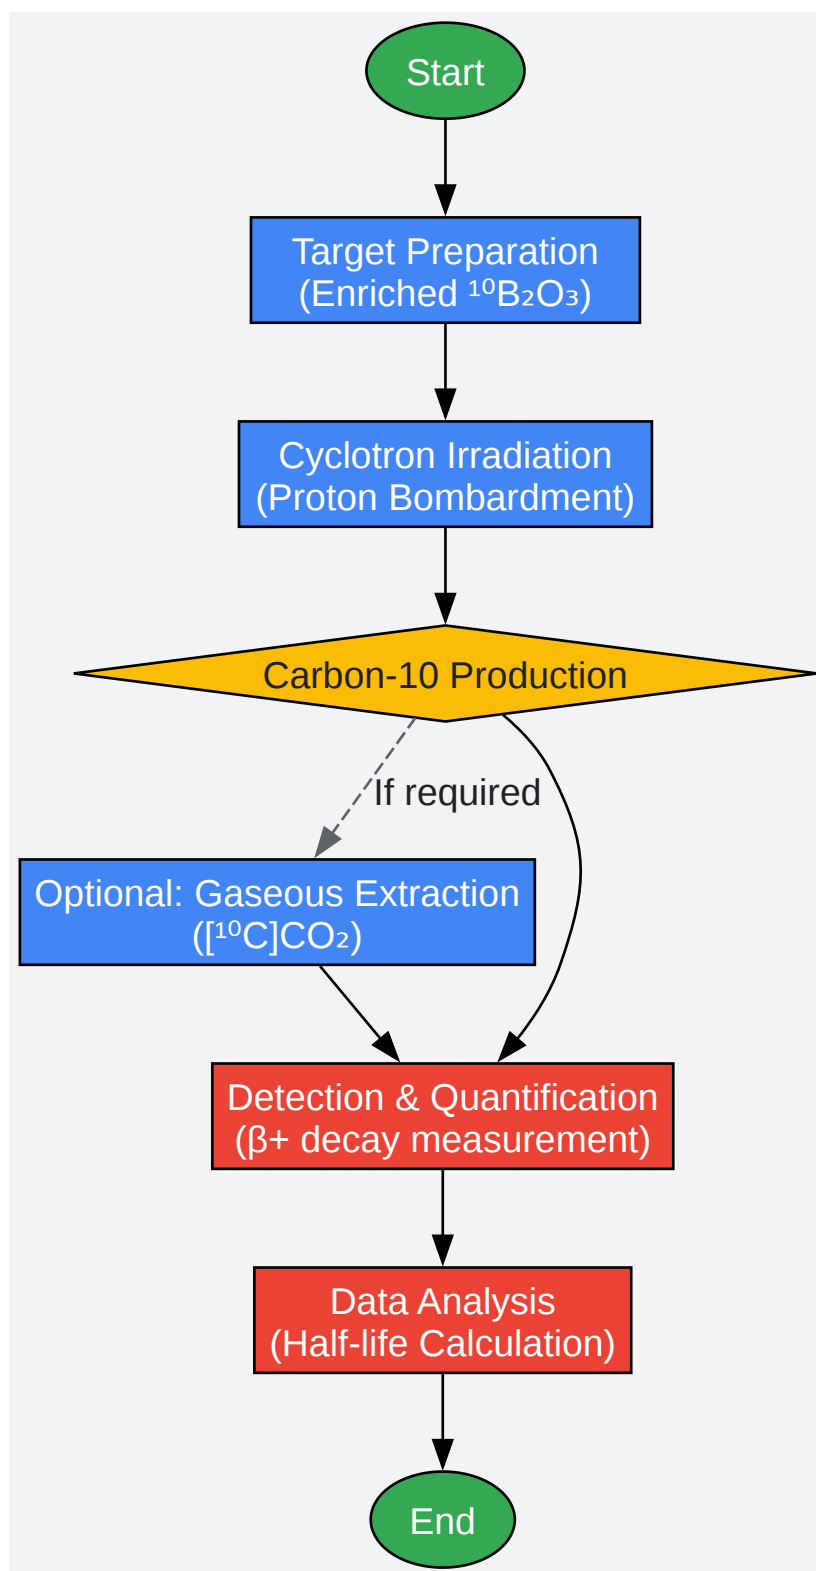 Start
Target Preparation
(Enriched ¹⁰B₂O₃)
Cyclotron Irradiation
(Proton Bombardment)
Carbon-10 Production
If required
Optional: Gaseous Extraction
([¹⁰C]CO₂)
Detection & Quantification
(β+ decay measurement)
Data Analysis
(Half-life Calculation)
End